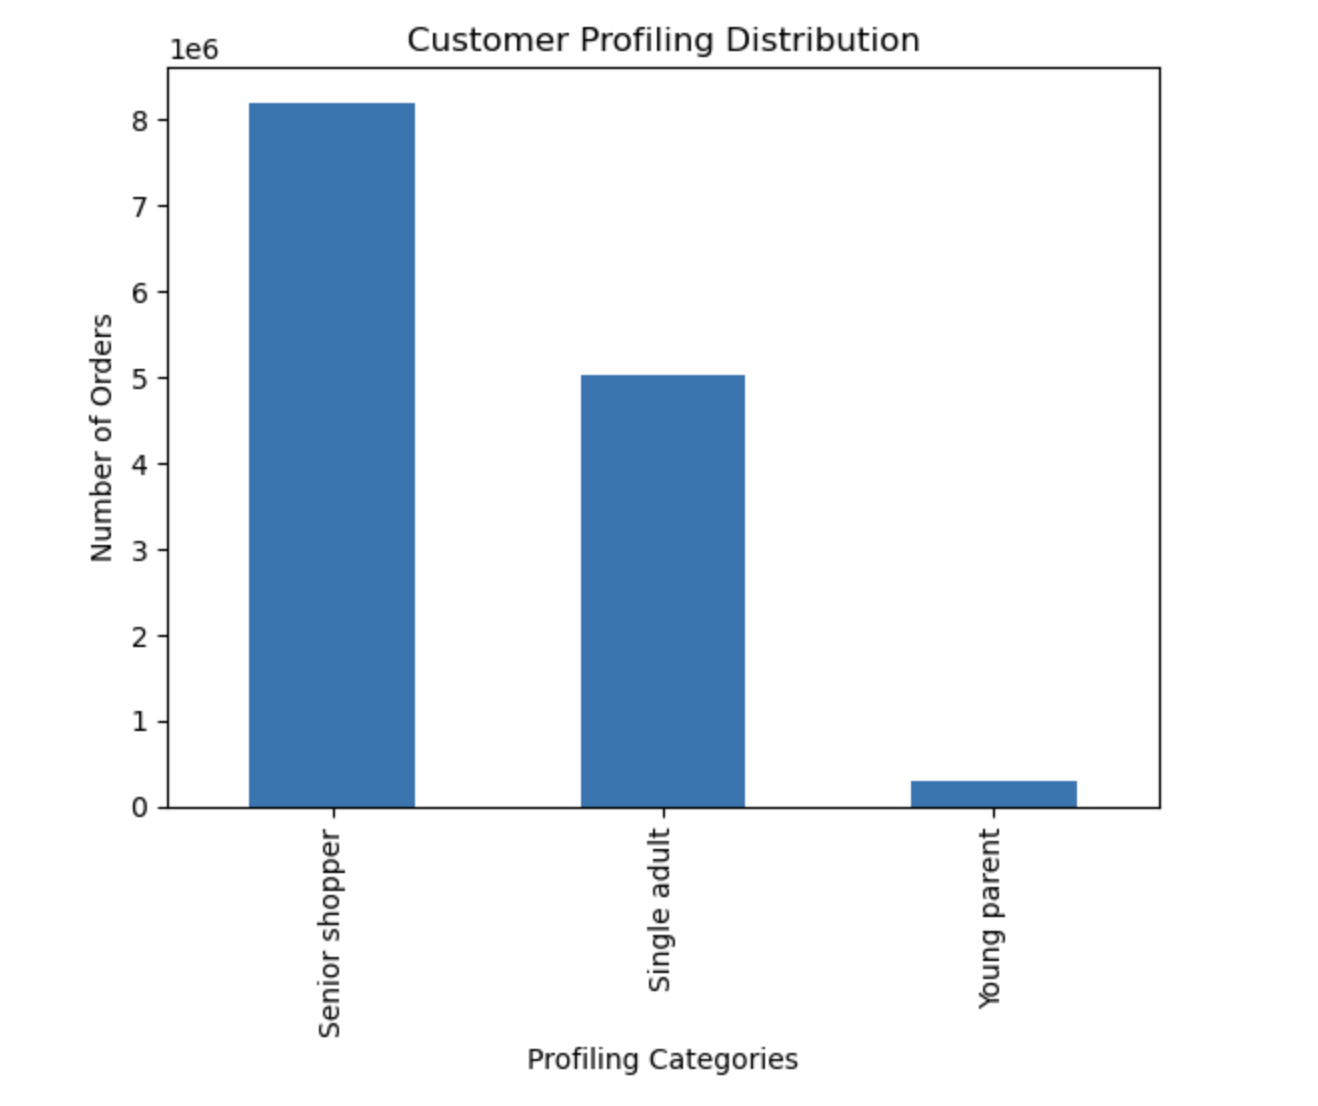 Customer Profiling Distribution
1e6
8
7
6
5
4
3
2
1
0
Number of Orders
Senior shopper
Single adult
Young parent
Profiling Categories